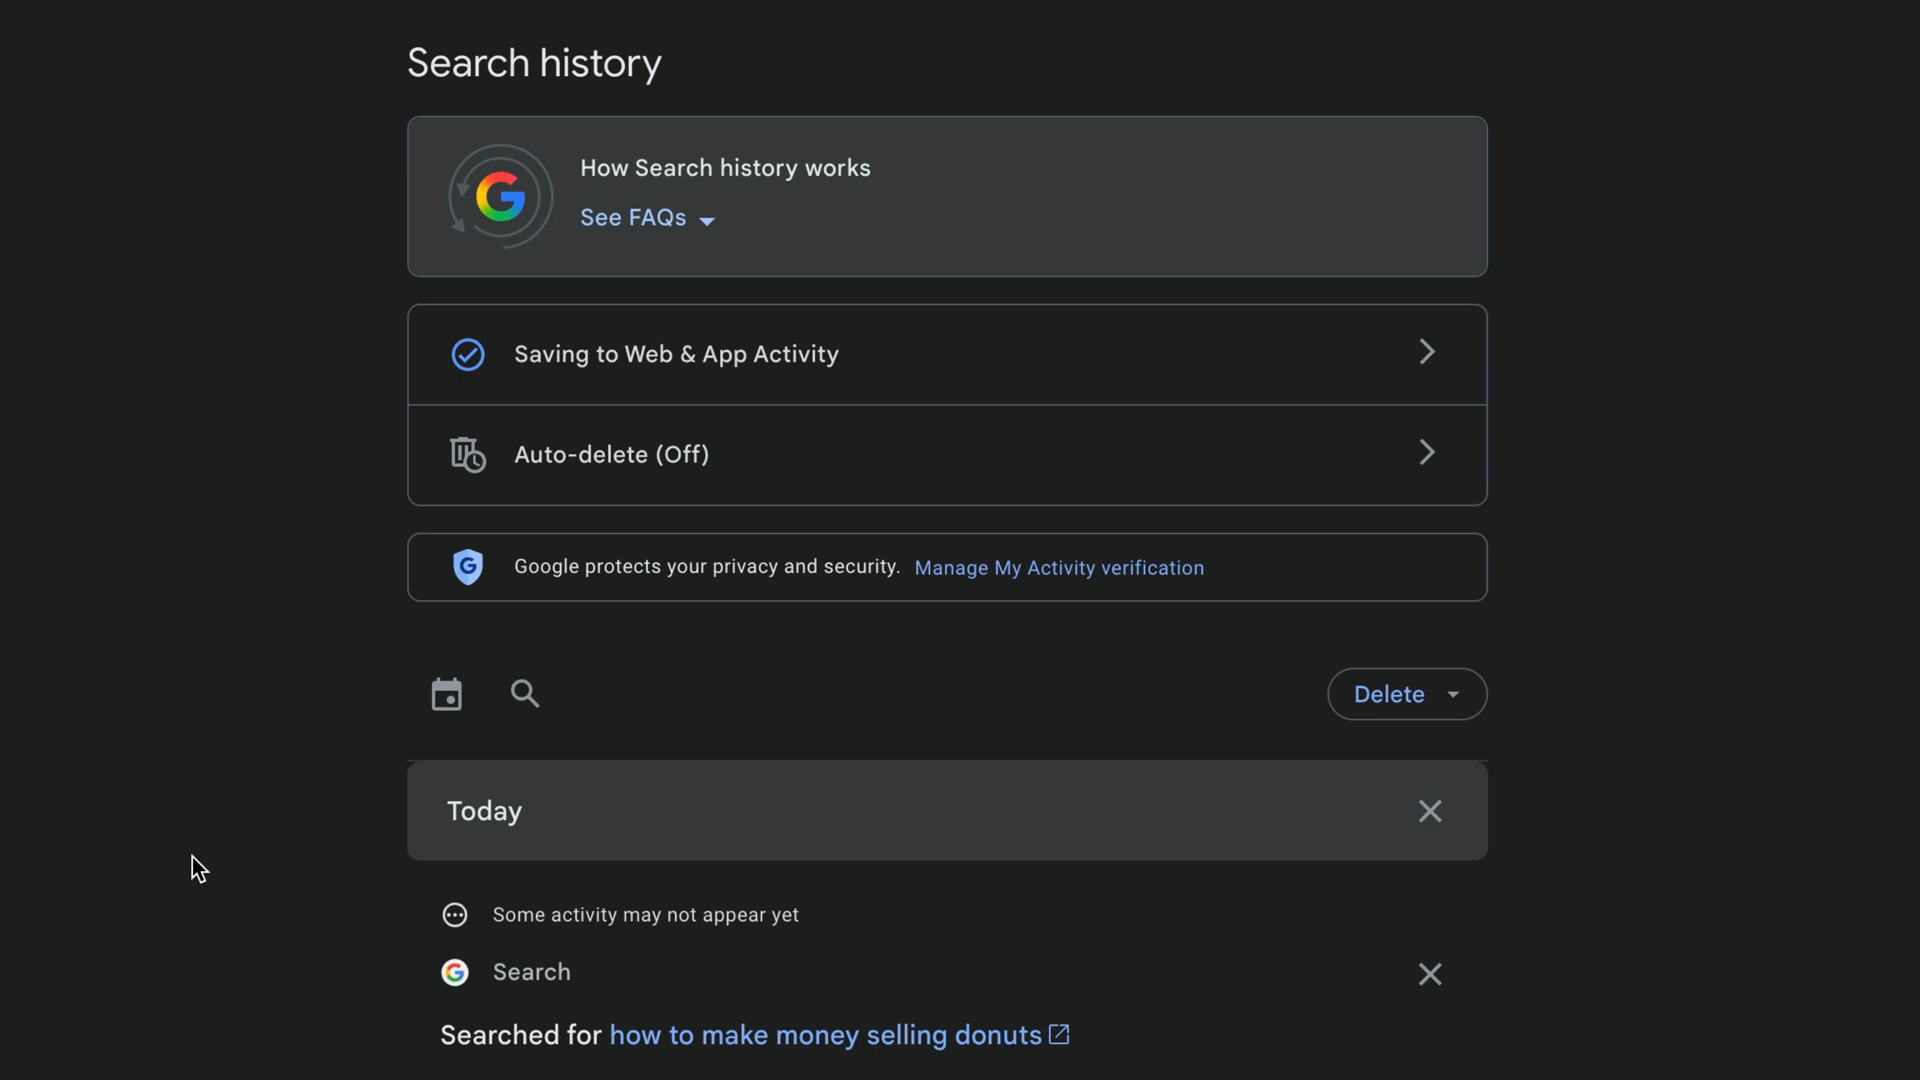 Search history
How Search history works
See FAQs
Saving to Web & App Activity
Auto-delete (Off)
Google protects your privacy and security. Manage My Activity verification
Delete
Today
Some activity may not appear yet
Search
Searched for how to make money selling donuts